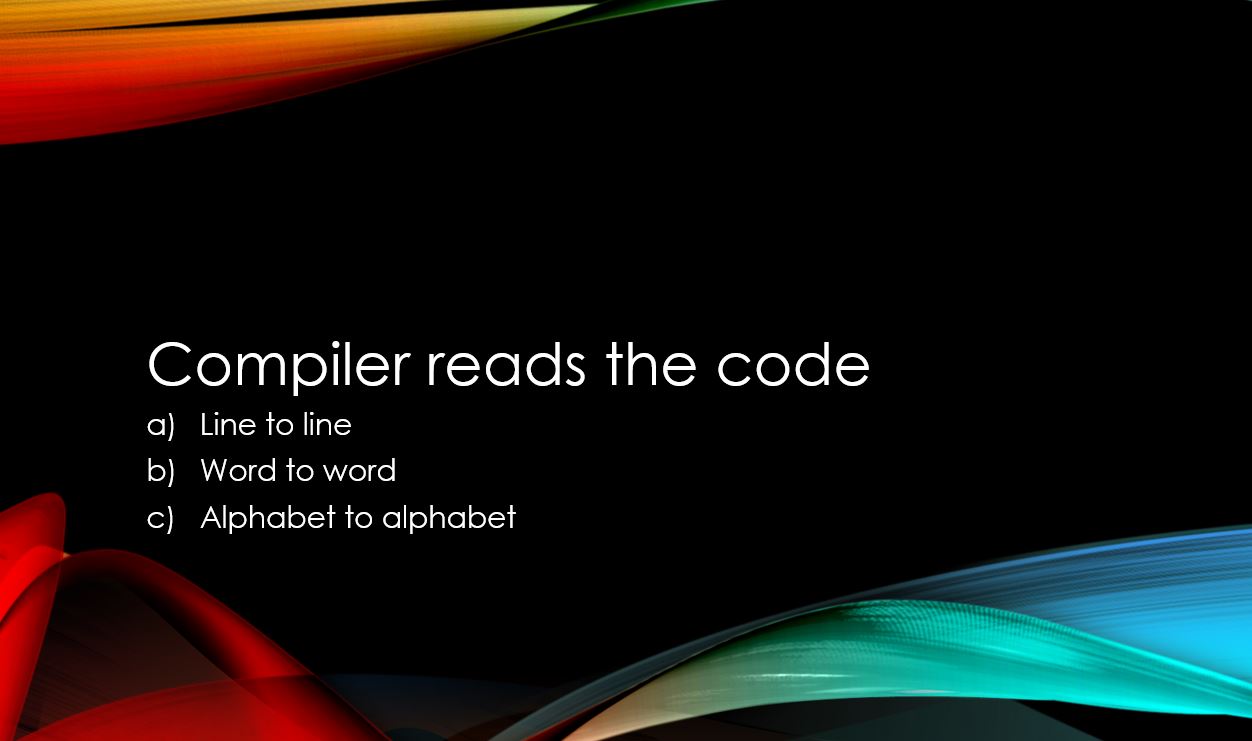 Compiler reads the code
a) Line to line
b) Word to word
c) Alphabet to alphabet